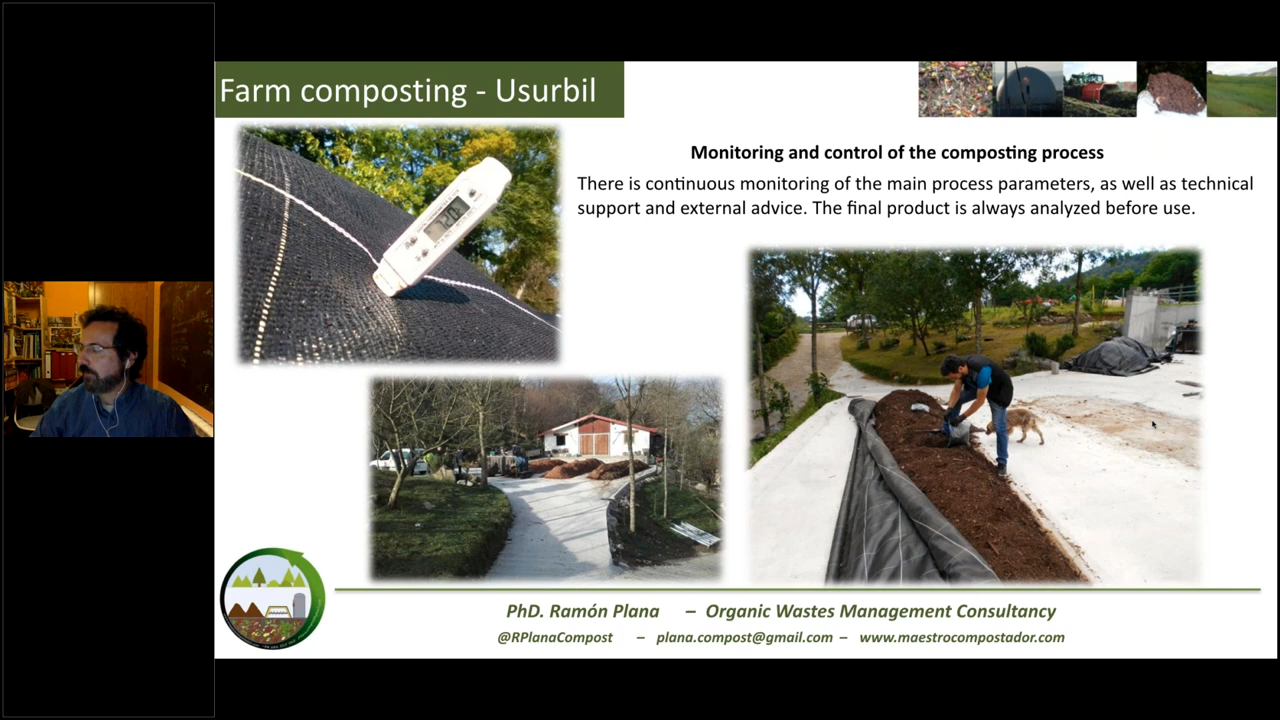 Farm composting - Usurbil
Monitoring and control of the composting process
There is continuous monitoring of the main process parameters, as well as technical
support and external advice. The final product is always analyzed before use.
PhD. Ramón Plana – Organic Wastes Management Consultancy
@RPlanaCompost – plana.compost@gmail.com – www.maestrocompostador.com